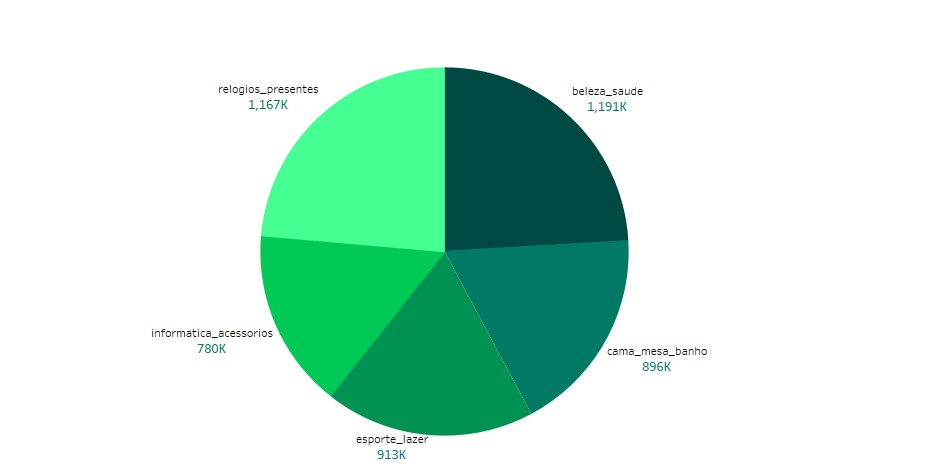 relogios_presentes
1,167K
beleza_saude
1,191K
informatica_acessorios
780K
cama_mesa_banho
896K
esporte_lazer
913K